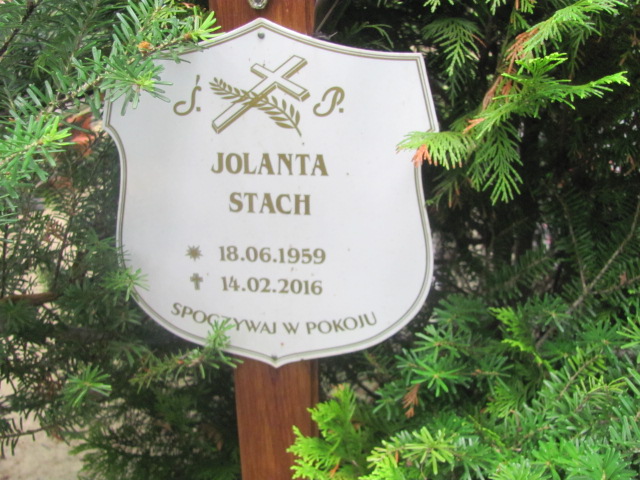 Ś. P.
JOLANTA
STACH
* 18.06.1959
✝ 14.02.2016
SPOCZYWAJ W POKOJU